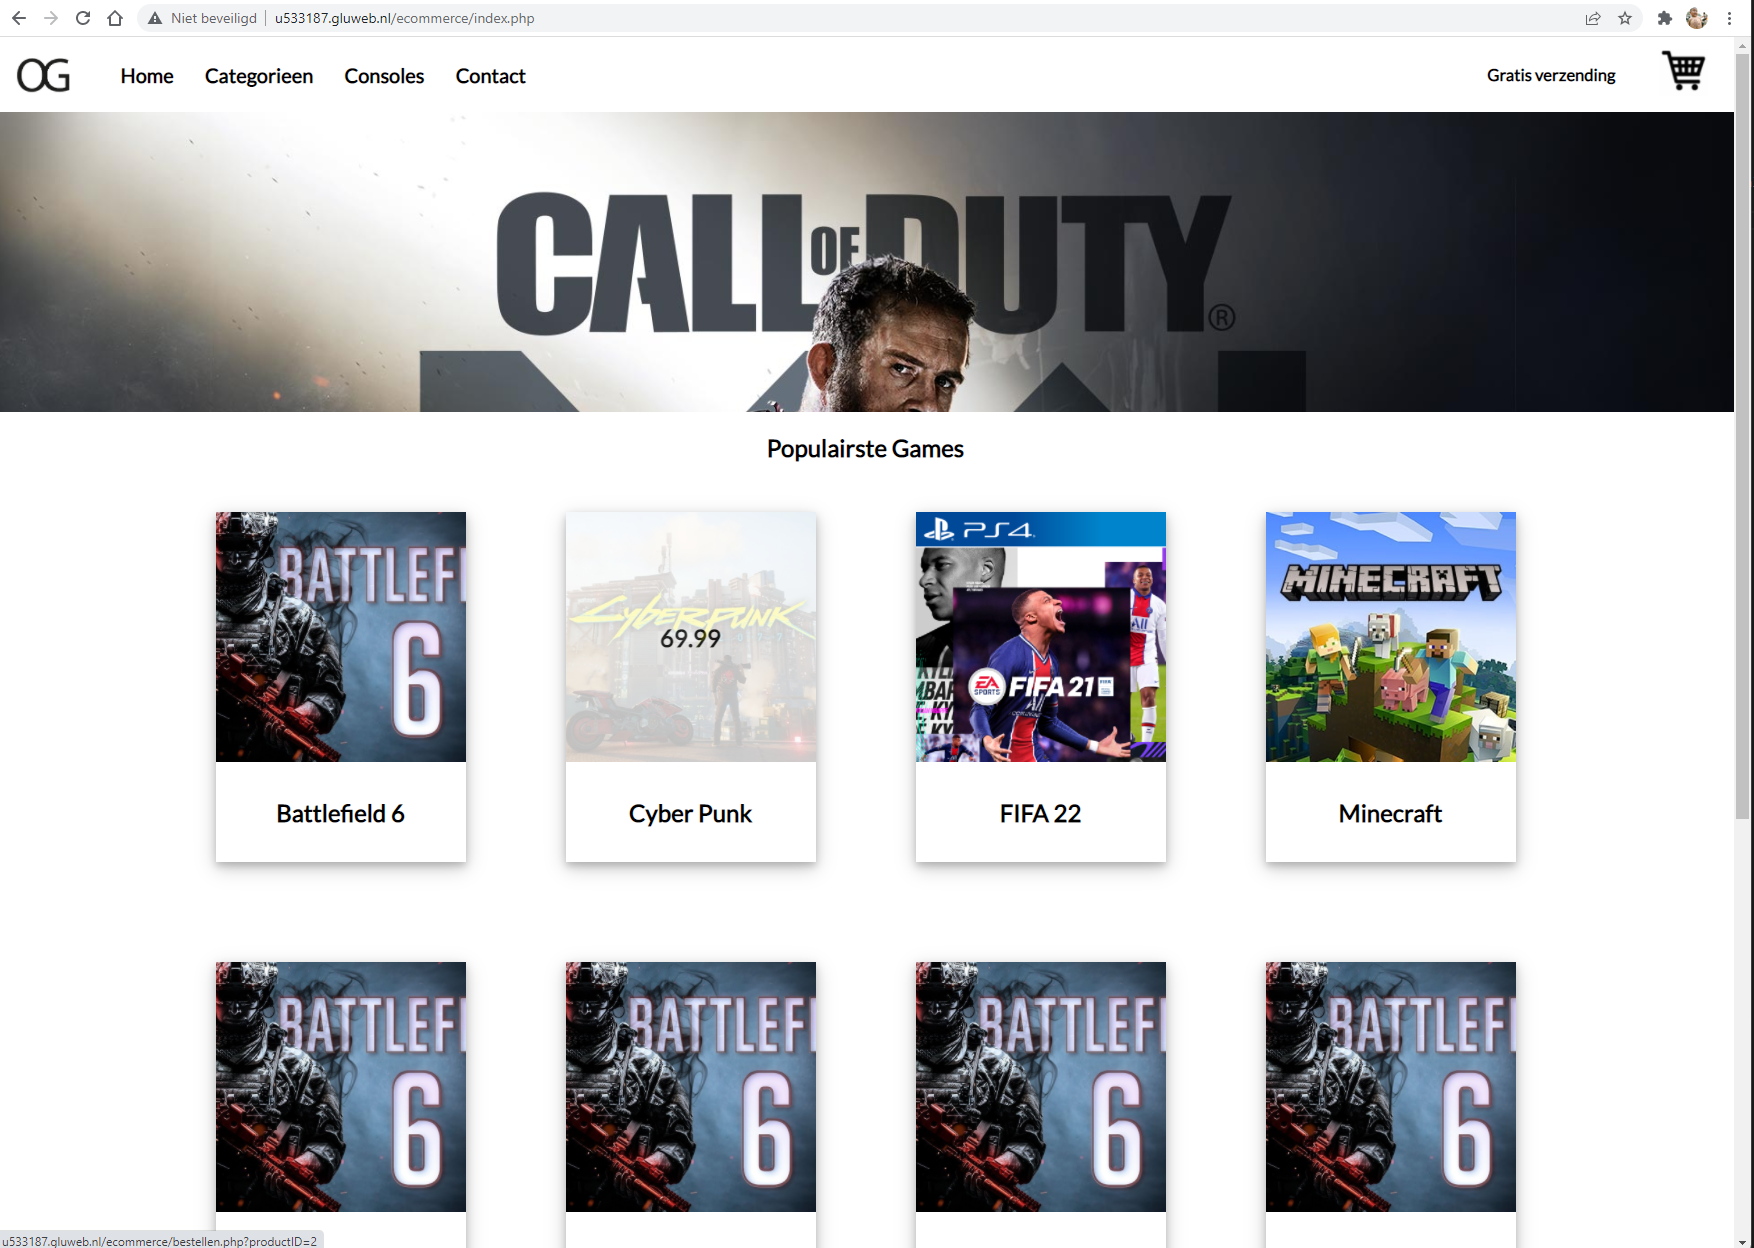 Niet beveiligd u533187.gluweb.nl/ecommerce/index.php
OG Home Categorieen Consoles Contact Gratis verzending
CALL OF DUTY®
Populairste Games
BATTLEFI
6
CYBERPUNK
69.99
PS4
EA SPORTS FIFA 21
MINECRAFT
Battlefield 6 Cyber Punk FIFA 22 Minecraft
BATTLEFI BATTLEFI BATTLEFI BATTLEFI
6 6 6 6
u533187.gluweb.nl/ecommerce/bestellen.php?productID=2